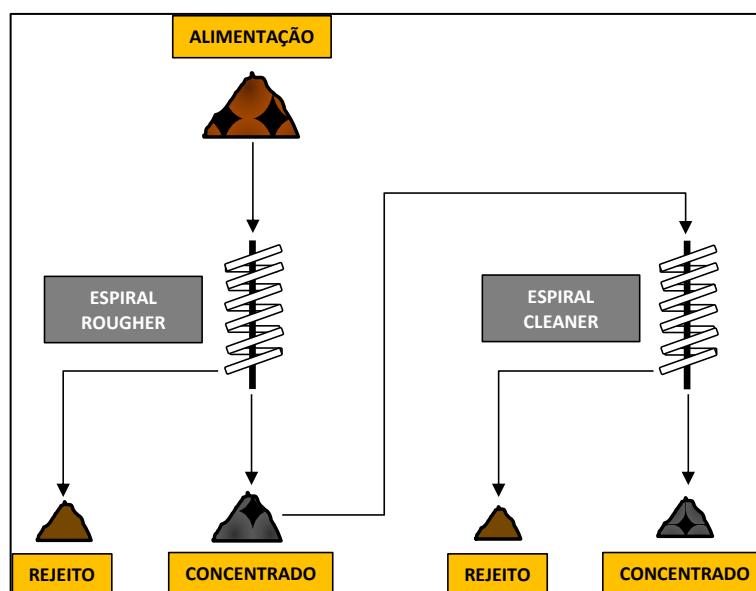 ALIMENTAÇÃO
ESPIRAL
ROUGHER
ESPIRAL
CLEANER
REJEITO
CONCENTRADO
REJEITO
CONCENTRADO